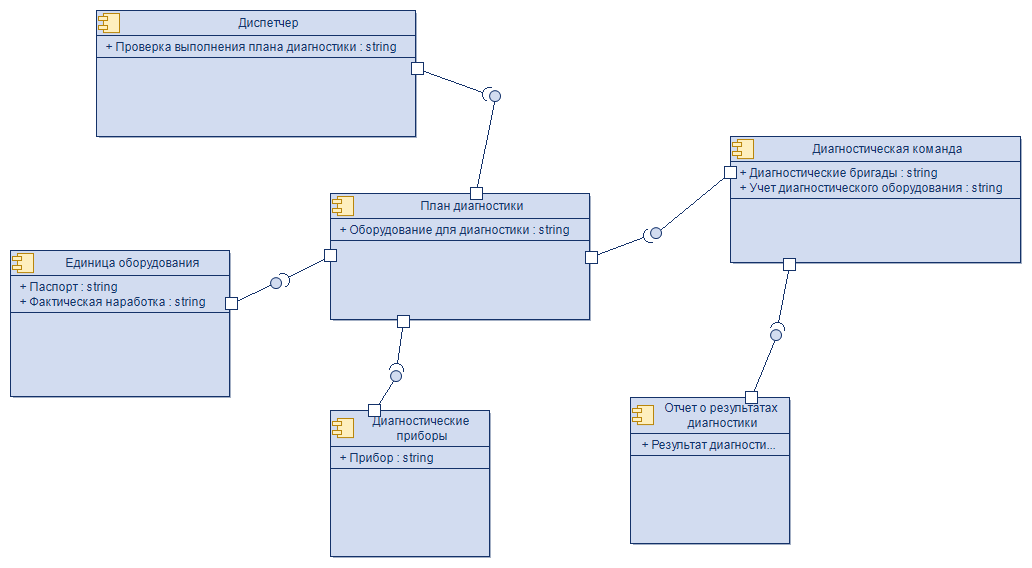 Диспетчер
+ Проверка выполнения плана диагностики : string
Диагностическая команда
+ Диагностические бригады : string
+ Учет диагностического оборудования : string
План диагностики
+ Оборудование для диагностики : string
Единица оборудования
+ Паспорт : string
+ Фактическая наработка : string
Диагностические
приборы
+ Прибор : string
Отчет о результатах
диагностики
+ Результат диагности...